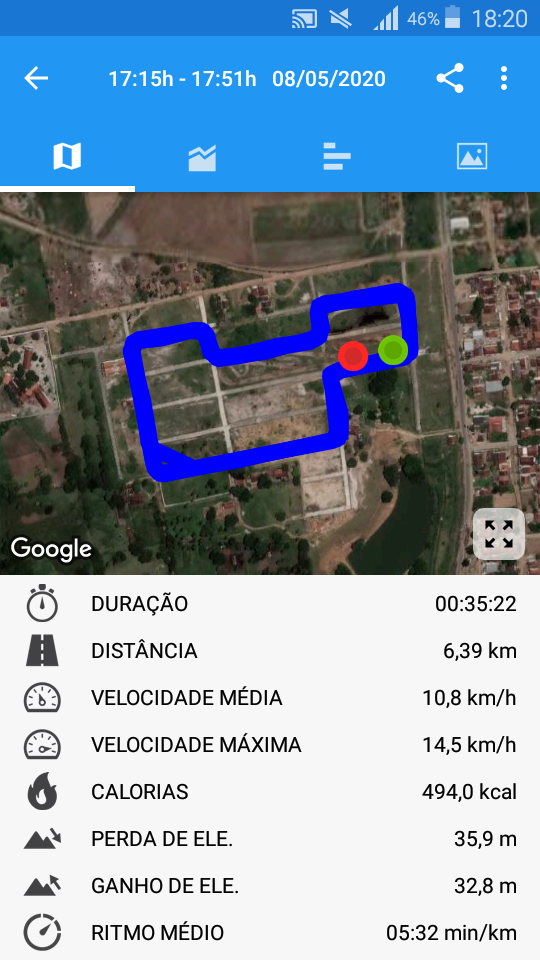 46% 18:20
17:15h - 17:51h 08/05/2020
Google
DURAÇÃO 00:35:22
DISTÂNCIA 6,39 km
VELOCIDADE MÉDIA 10,8 km/h
VELOCIDADE MÁXIMA 14,5 km/h
CALORIAS 494,0 kcal
PERDA DE ELE. 35,9 m
GANHO DE ELE. 32,8 m
RITMO MÉDIO 05:32 min/km